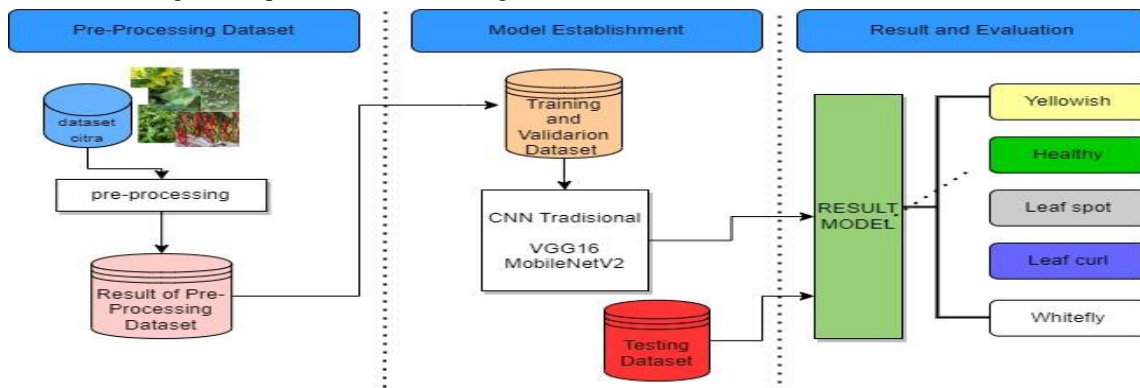 Pre-Processing Dataset
Model Establishment
Result and Evaluation
dataset
citra
pre-processing
Result of Pre-
Processing
Dataset
Training
and
Validarion
Dataset
CNN Tradisional
VGG16
MobileNetV2
Testing
Dataset
RESULT
MODEL
Yellowish
Healthy
Leaf spot
Leaf curl
Whitefly